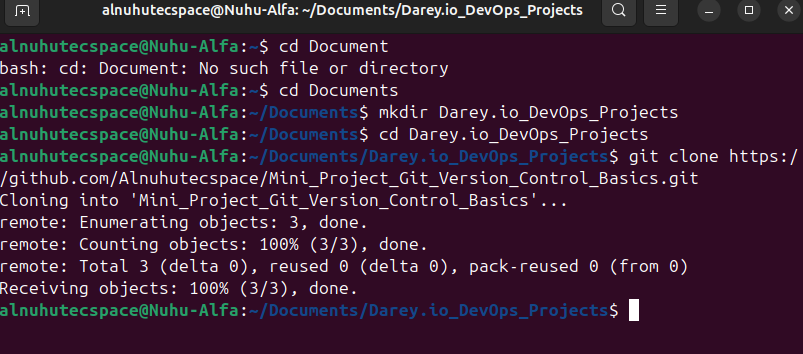 alnuhutecspace@Nuhu-Alfa: ~/Documents/Darey.io_DevOps_Projects
alnuhutecspace@Nuhu-Alfa:~$ cd Document
bash: cd: Document: No such file or directory
alnuhutecspace@Nuhu-Alfa:~$ cd Documents
alnuhutecspace@Nuhu-Alfa:~/Documents$ mkdir Darey.io_DevOps_Projects
alnuhutecspace@Nuhu-Alfa:~/Documents$ cd Darey.io_DevOps_Projects
alnuhutecspace@Nuhu-Alfa:~/Documents/Darey.io_DevOps_Projects$ git clone https:/
/github.com/Alnuhutecspace/Mini_Project_Git_Version_Control_Basics.git
Cloning into 'Mini_Project_Git_Version_Control_Basics'...
remote: Enumerating objects: 3, done.
remote: Counting objects: 100% (3/3), done.
remote: Total 3 (delta 0), reused 0 (delta 0), pack-reused 0 (from 0)
Receiving objects: 100% (3/3), done.
alnuhutecspace@Nuhu-Alfa:~/Documents/Darey.io_DevOps_Projects$